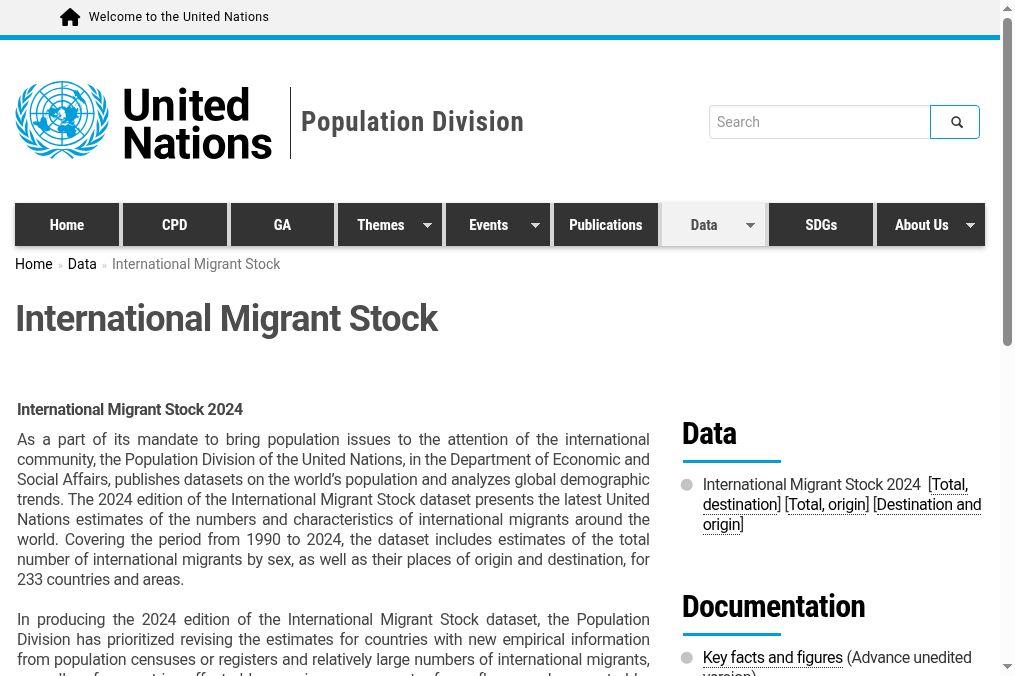 Welcome to the United Nations
United
Nations
Population Division
Search
Home
CPD
GA
Themes
Events
Publications
Data
SDGs
About Us
Home » Data » International Migrant Stock
International Migrant Stock
International Migrant Stock 2024
As a part of its mandate to bring population issues to the attention of the international
community, the Population Division of the United Nations, in the Department of Economic and
Social Affairs, publishes datasets on the world's population and analyzes global demographic
trends. The 2024 edition of the International Migrant Stock dataset presents the latest United
Nations estimates of the numbers and characteristics of international migrants around the
world. Covering the period from 1990 to 2024, the dataset includes estimates of the total
number of international migrants by sex, as well as their places of origin and destination, for
233 countries and areas.
In producing the 2024 edition of the International Migrant Stock dataset, the Population
Division has prioritized revising the estimates for countries with new empirical information
from population censuses or registers and relatively large numbers of international migrants,
Data
International Migrant Stock 2024 [Total,
destination] [Total, origin] [Destination and
origin]
Documentation
Key facts and figures (Advance unedited
version)